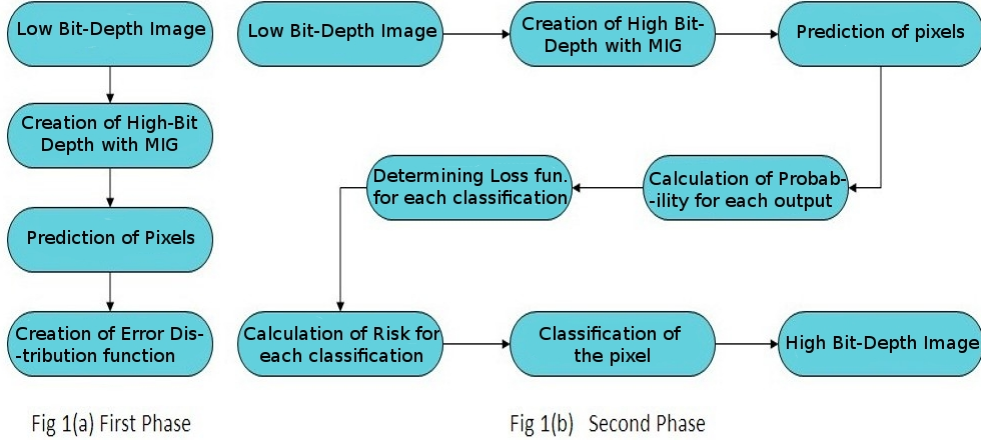 Low Bit-Depth Image
Creation of High-Bit
Depth with MIG
Prediction of Pixels
Creation of Error Dis-
-tribution function
Fig 1(a) First Phase
Low Bit-Depth Image
Creation of High Bit-
Depth with MIG
Prediction of pixels
Calculation of Probab-
-ility for each output
Determining Loss fun.
for each classification
Calculation of Risk for
each classification
Classification of
the pixel
High Bit-Depth Image
Fig 1(b) Second Phase